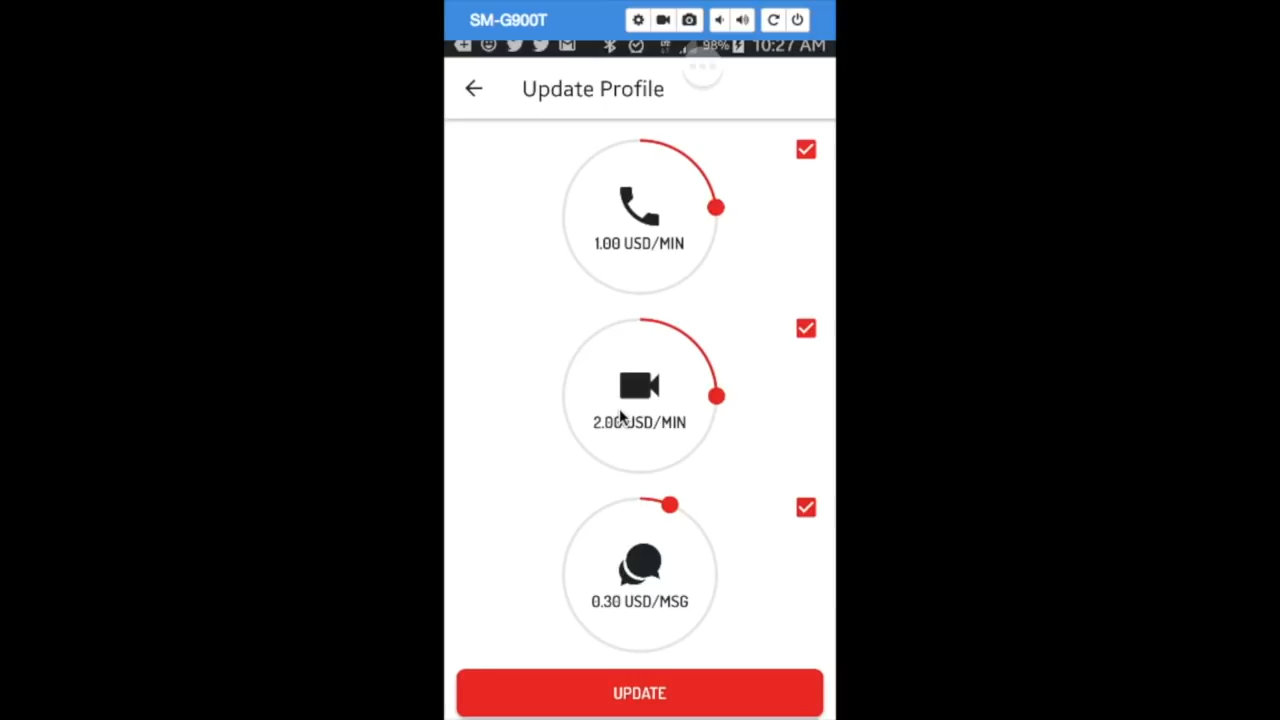 SM-G900T
98% 10:27 AM
Update Profile
1.00 USD/MIN
2.00 USD/MIN
0.30 USD/MSG
UPDATE